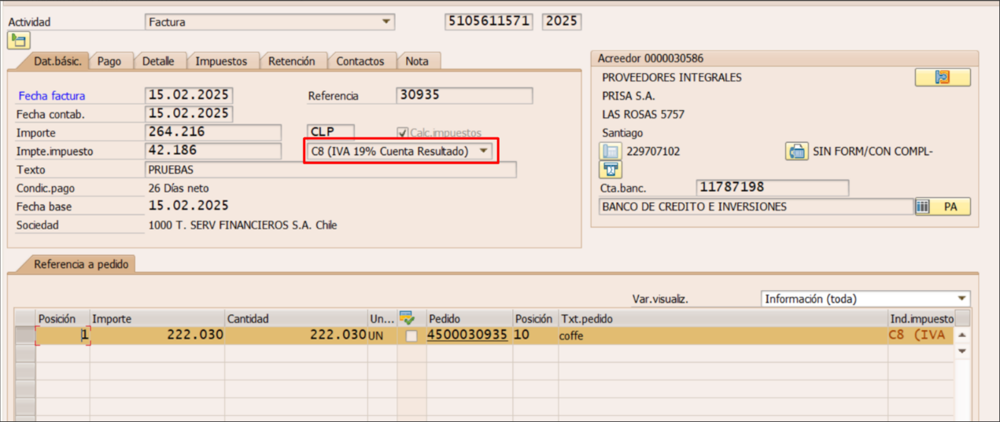 Actividad Factura 5105611571 2025
Dat.básic. Pago Detalle Impuestos Retención Contactos Nota
Fecha factura 15.02.2025 Referencia 30935
Fecha contab. 15.02.2025
Importe 264.216 CLP Calc.impuestos
Impte.impuesto 42.186 C8 (IVA 19% Cuenta Resultado)
Texto PRUEBAS
Condic.pago 26 Días neto
Fecha base 15.02.2025
Sociedad 1000 T. SERV FINANCIEROS S.A. Chile
Acreedor 0000030586
PROVEEDORES INTEGRALES
PRISA S.A.
LAS ROSAS 5757
Santiago
229707102 SIN FORM/CON COMPL-
Cta.banc. 11787198
BANCO DE CREDITO E INVERSIONES PA
Referencia a pedido
Var.visualiz. Información (toda)
Posición Importe Cantidad Un... Pedido Posición Txt.pedido Ind.impuesto
1 222.030 222.030 UN 4500030935 10 coffe C8 (IVA